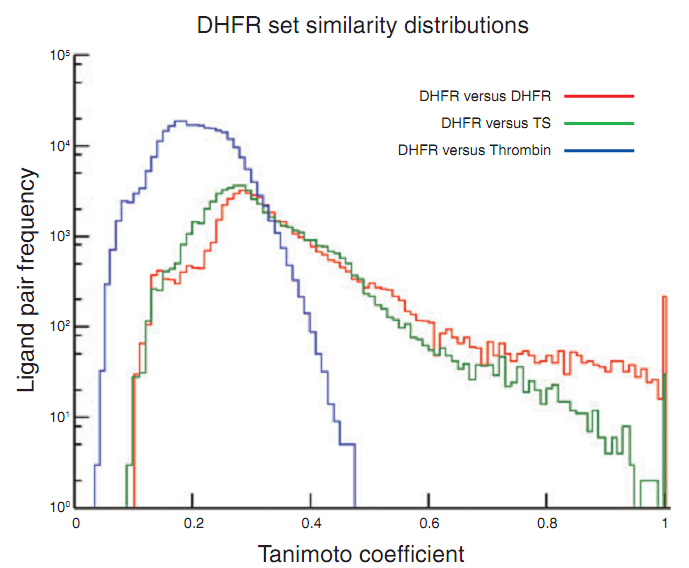 DHFR set similarity distributions
10⁵
10⁴
10³
10²
10¹
10⁰
Ligand pair frequency
DHFR versus DHFR
DHFR versus TS
DHFR versus Thrombin
0 0.2 0.4 0.6 0.8 1
Tanimoto coefficient